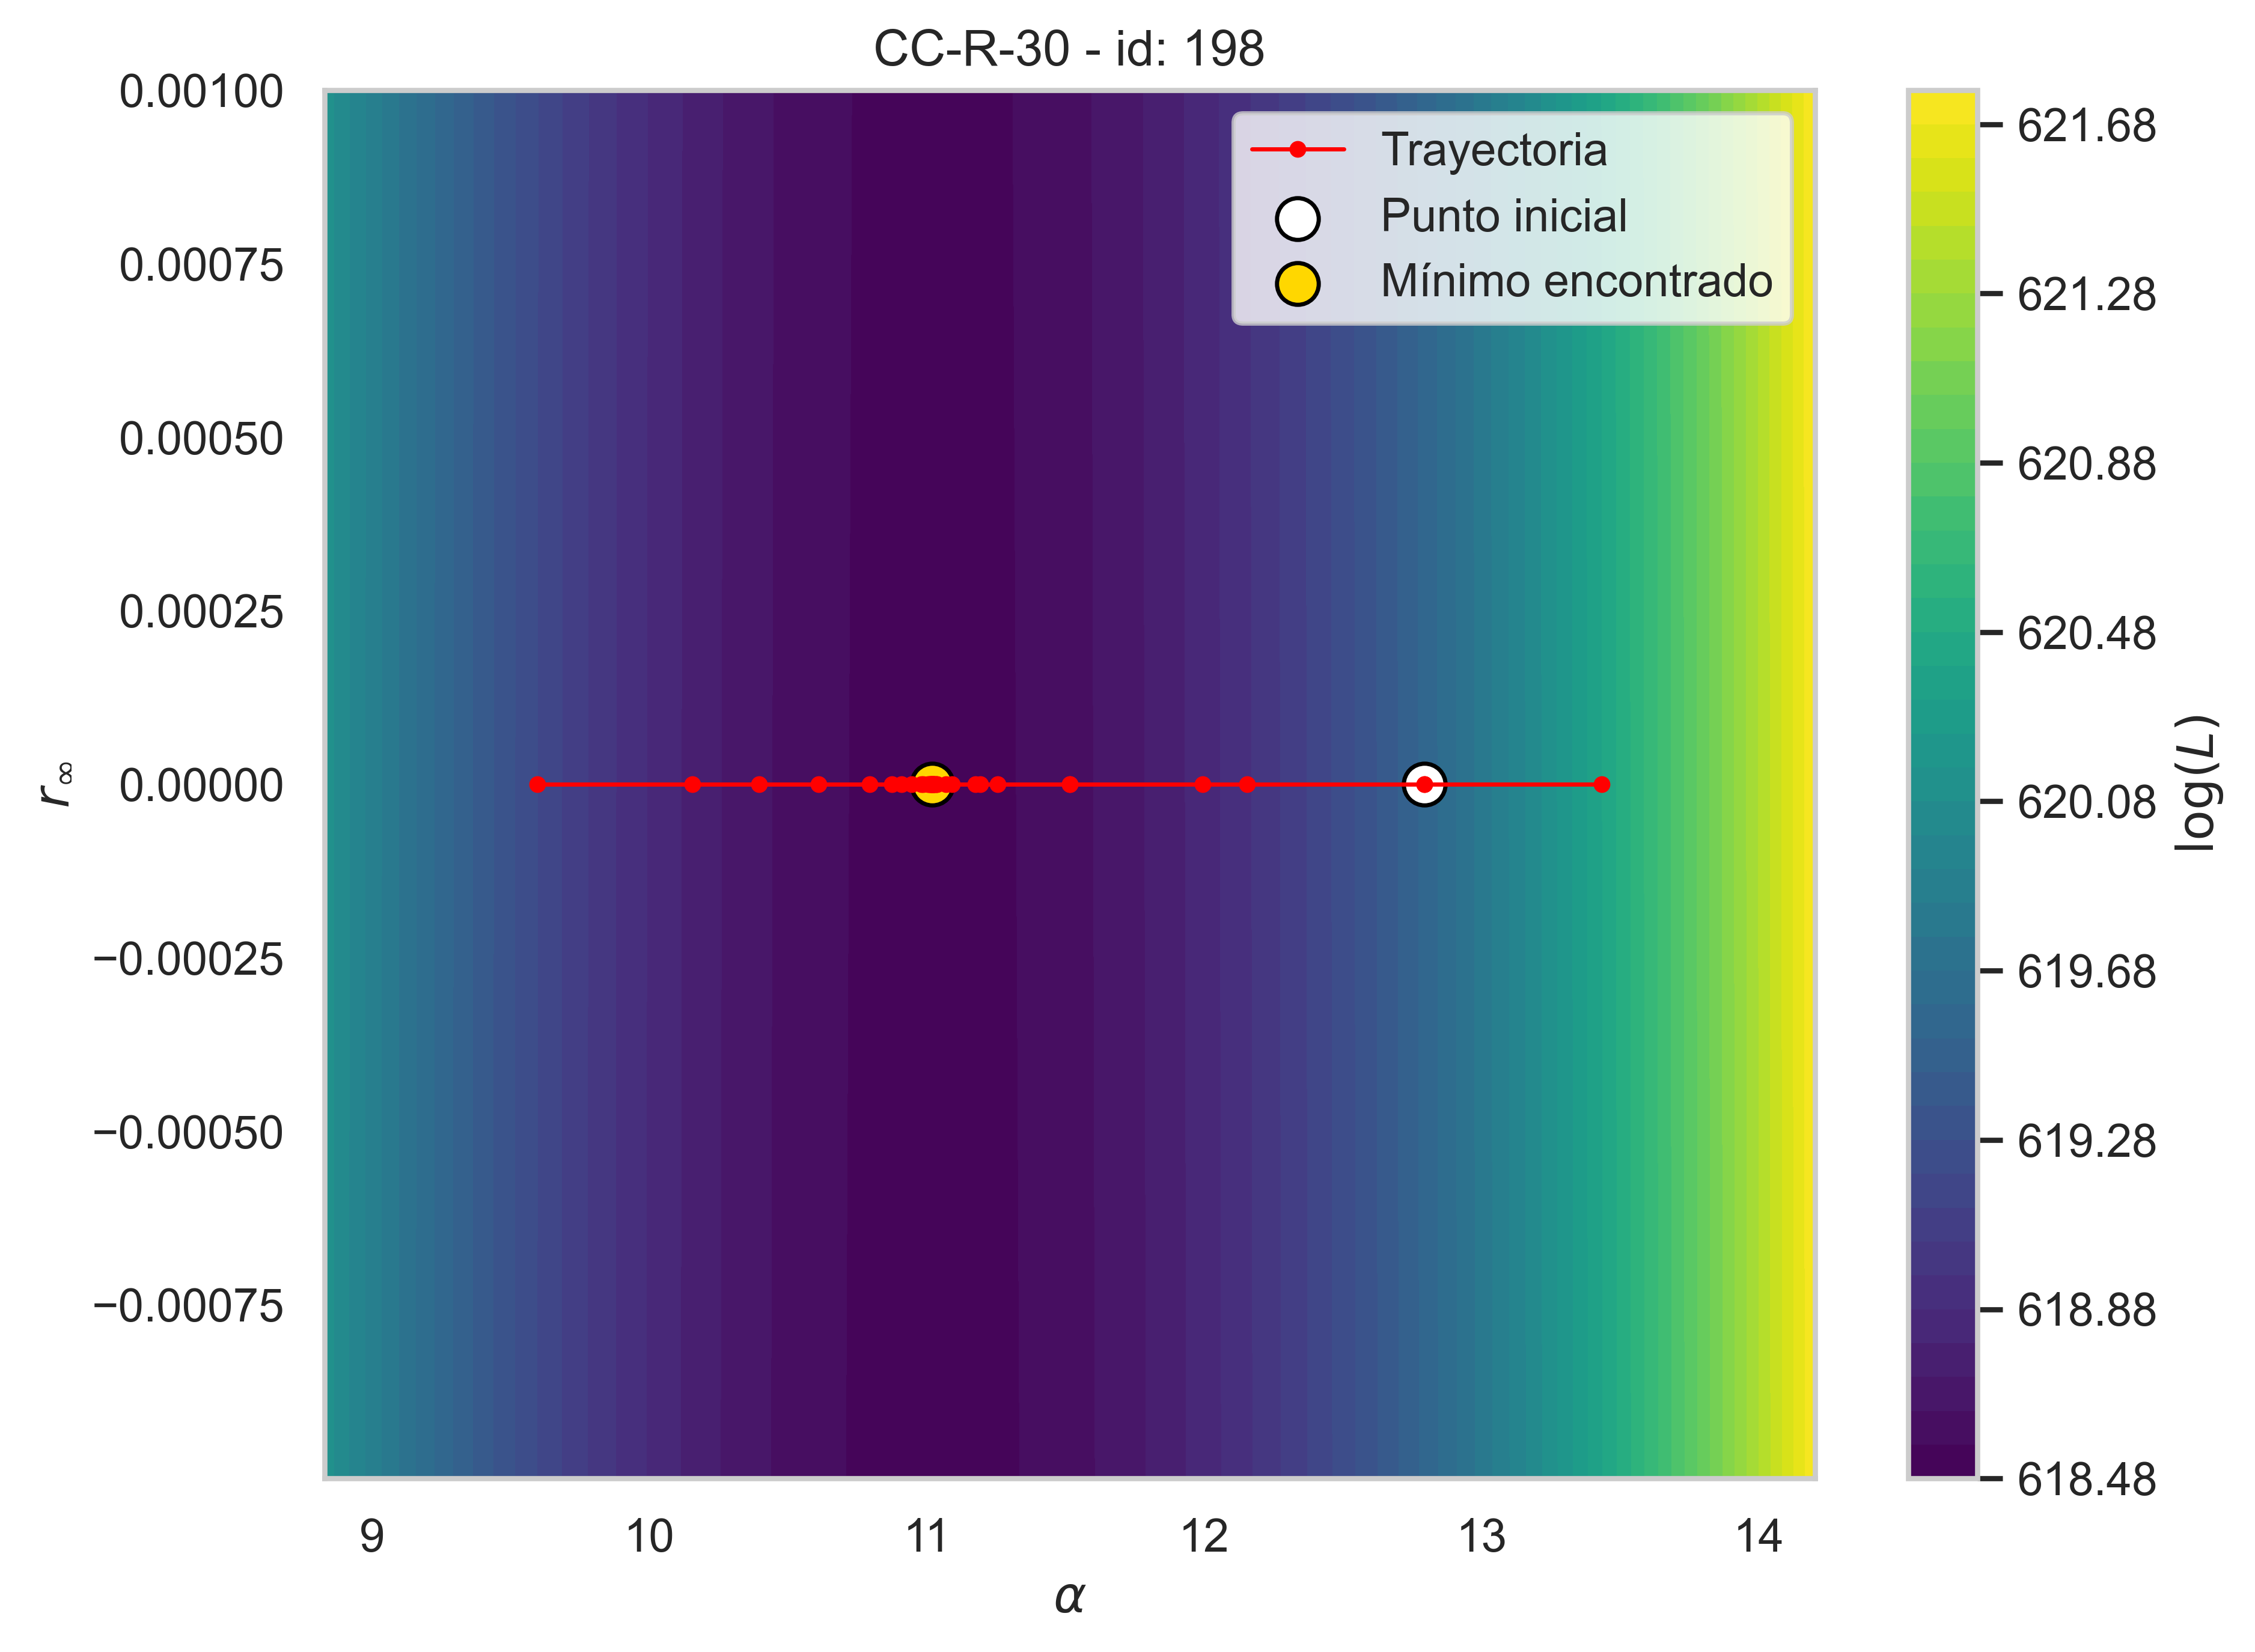 CC-R-30 - id: 198
Trayectoria
Punto inicial
Mínimo encontrado
0.00100
0.00075
0.00050
0.00025
0.00000
−0.00025
−0.00050
−0.00075
r∞
9 10 11 12 13 14
α
621.68
621.28
620.88
620.48
620.08
619.68
619.28
618.88
618.48
log(L)